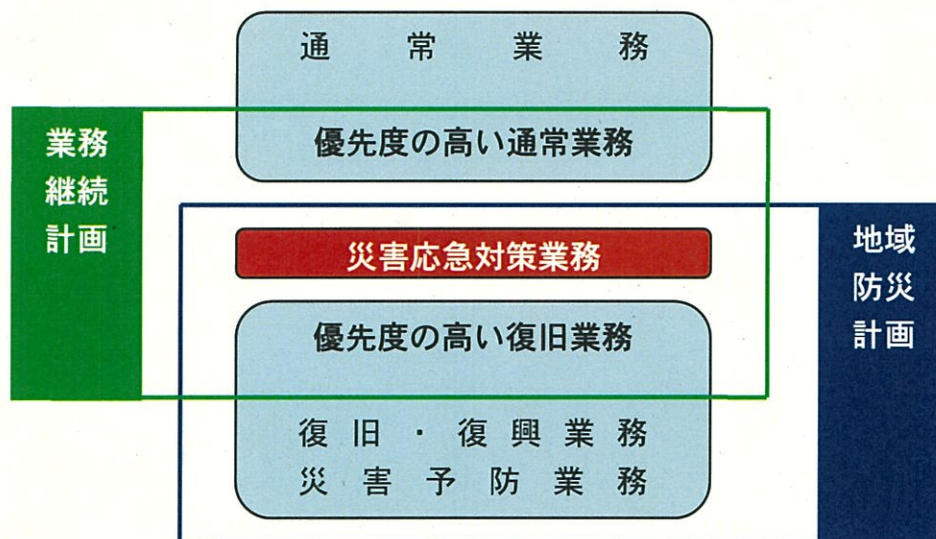 通常業務
優先度の高い通常業務
業務
継続
計画
災害応急対策業務
地域
防災
計画
優先度の高い復旧業務
復旧・復興業務
災害予防業務